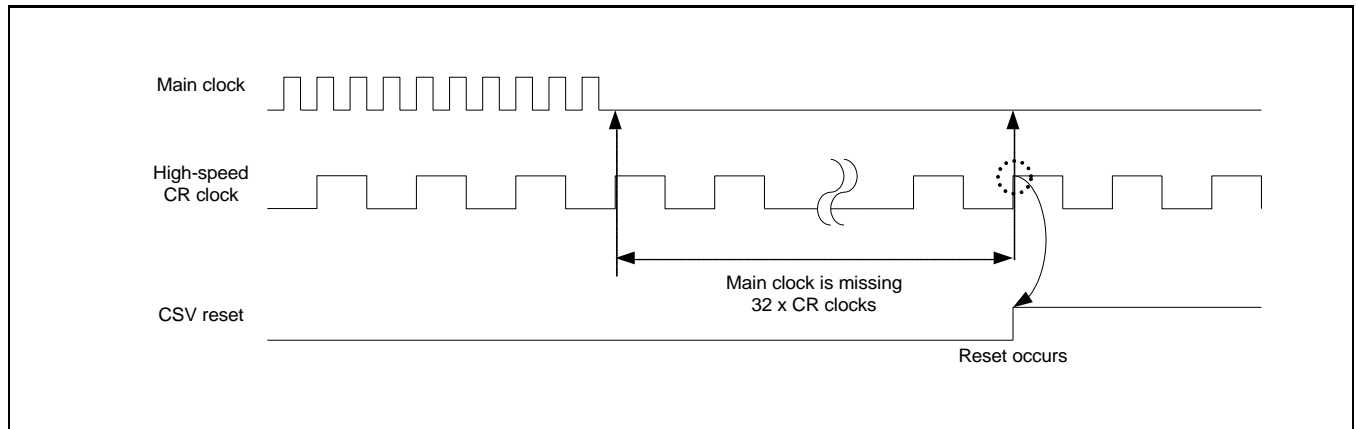 Main clock
High-speed
CR clock
Main clock is missing
32 x CR clocks
CSV reset
Reset occurs